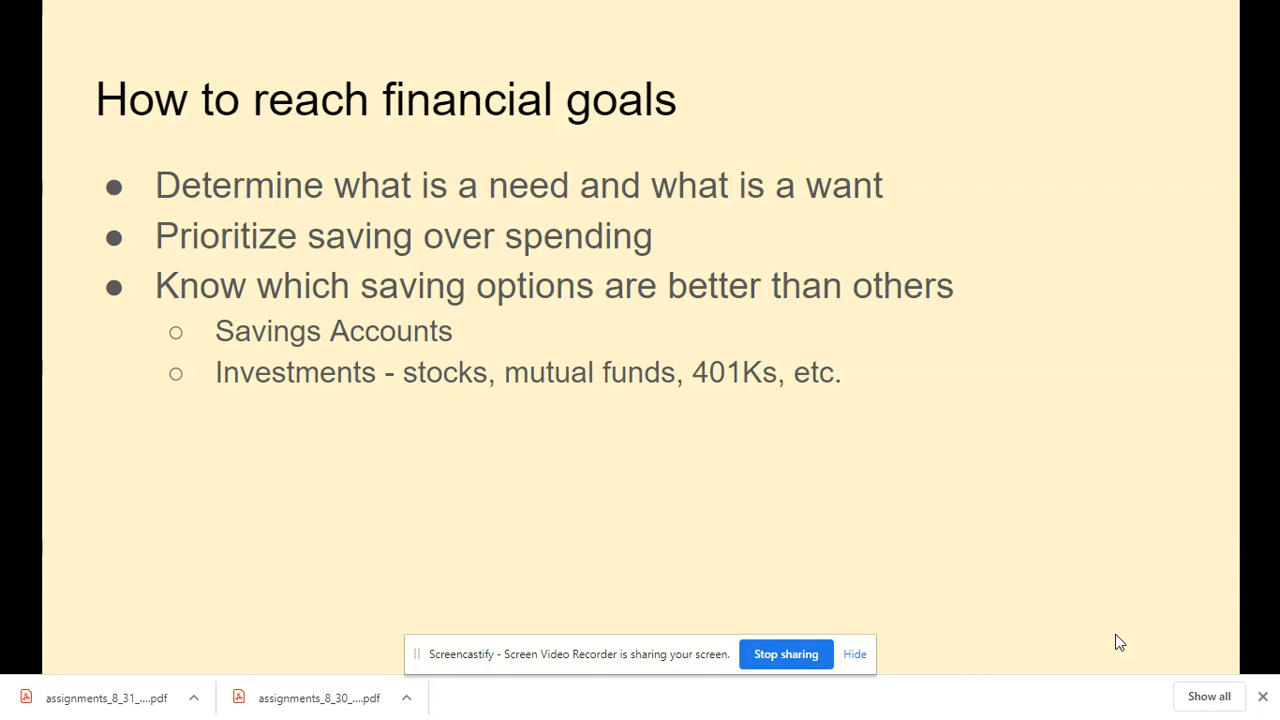 How to reach financial goals
● Determine what is a need and what is a want
● Prioritize saving over spending
● Know which saving options are better than others
○ Savings Accounts
○ Investments - stocks, mutual funds, 401Ks, etc.
Screencastify - Screen Video Recorder is sharing your screen. Stop sharing Hide
assignments_8_31_....pdf assignments_8_30_....pdf Show all